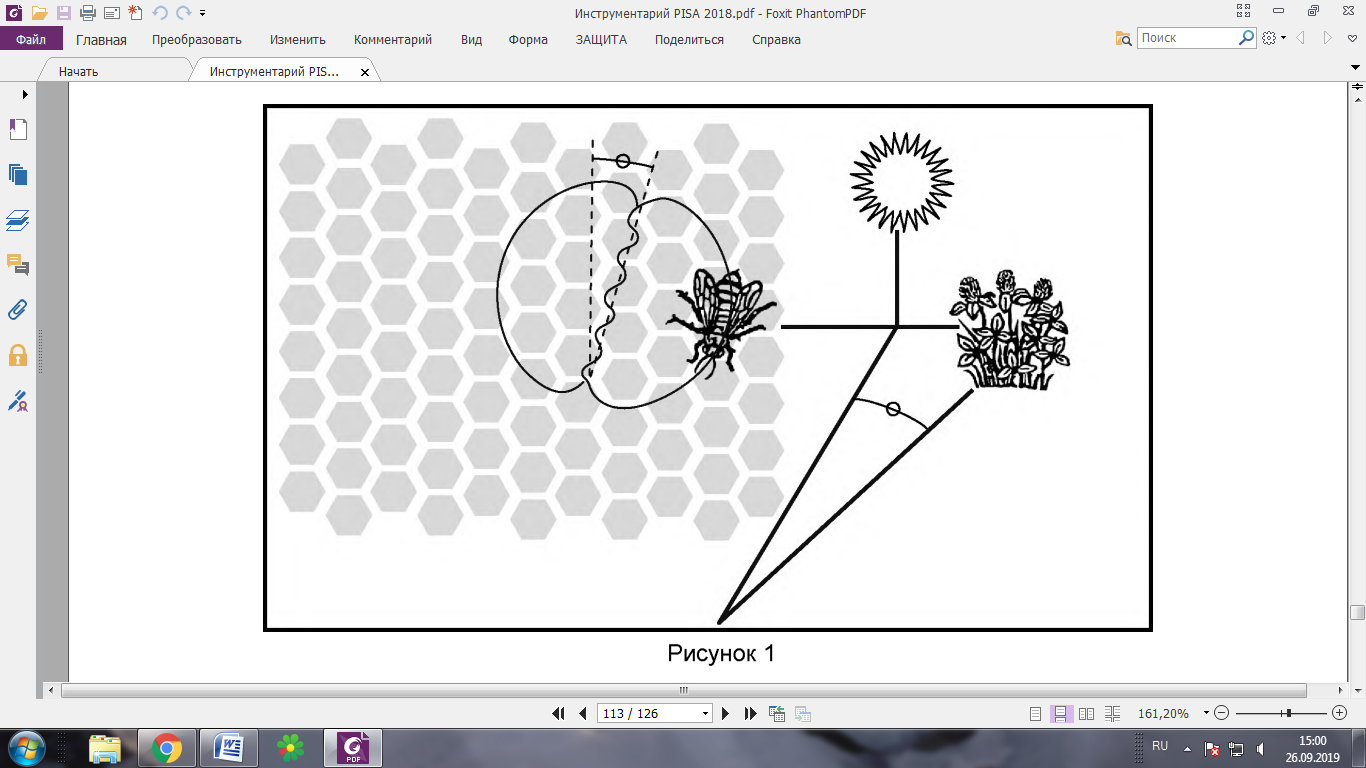 Инструментарий PISA 2018.pdf - Foxit PhantomPDF
Файл Главная Преобразовать Изменить Комментарий Вид Форма ЗАЩИТА Поделиться Справка Поиск
Начать Инструментарий PIS...
Рисунок 1
113 / 126 161,20%
W PDF RU 15:00
26.09.2019